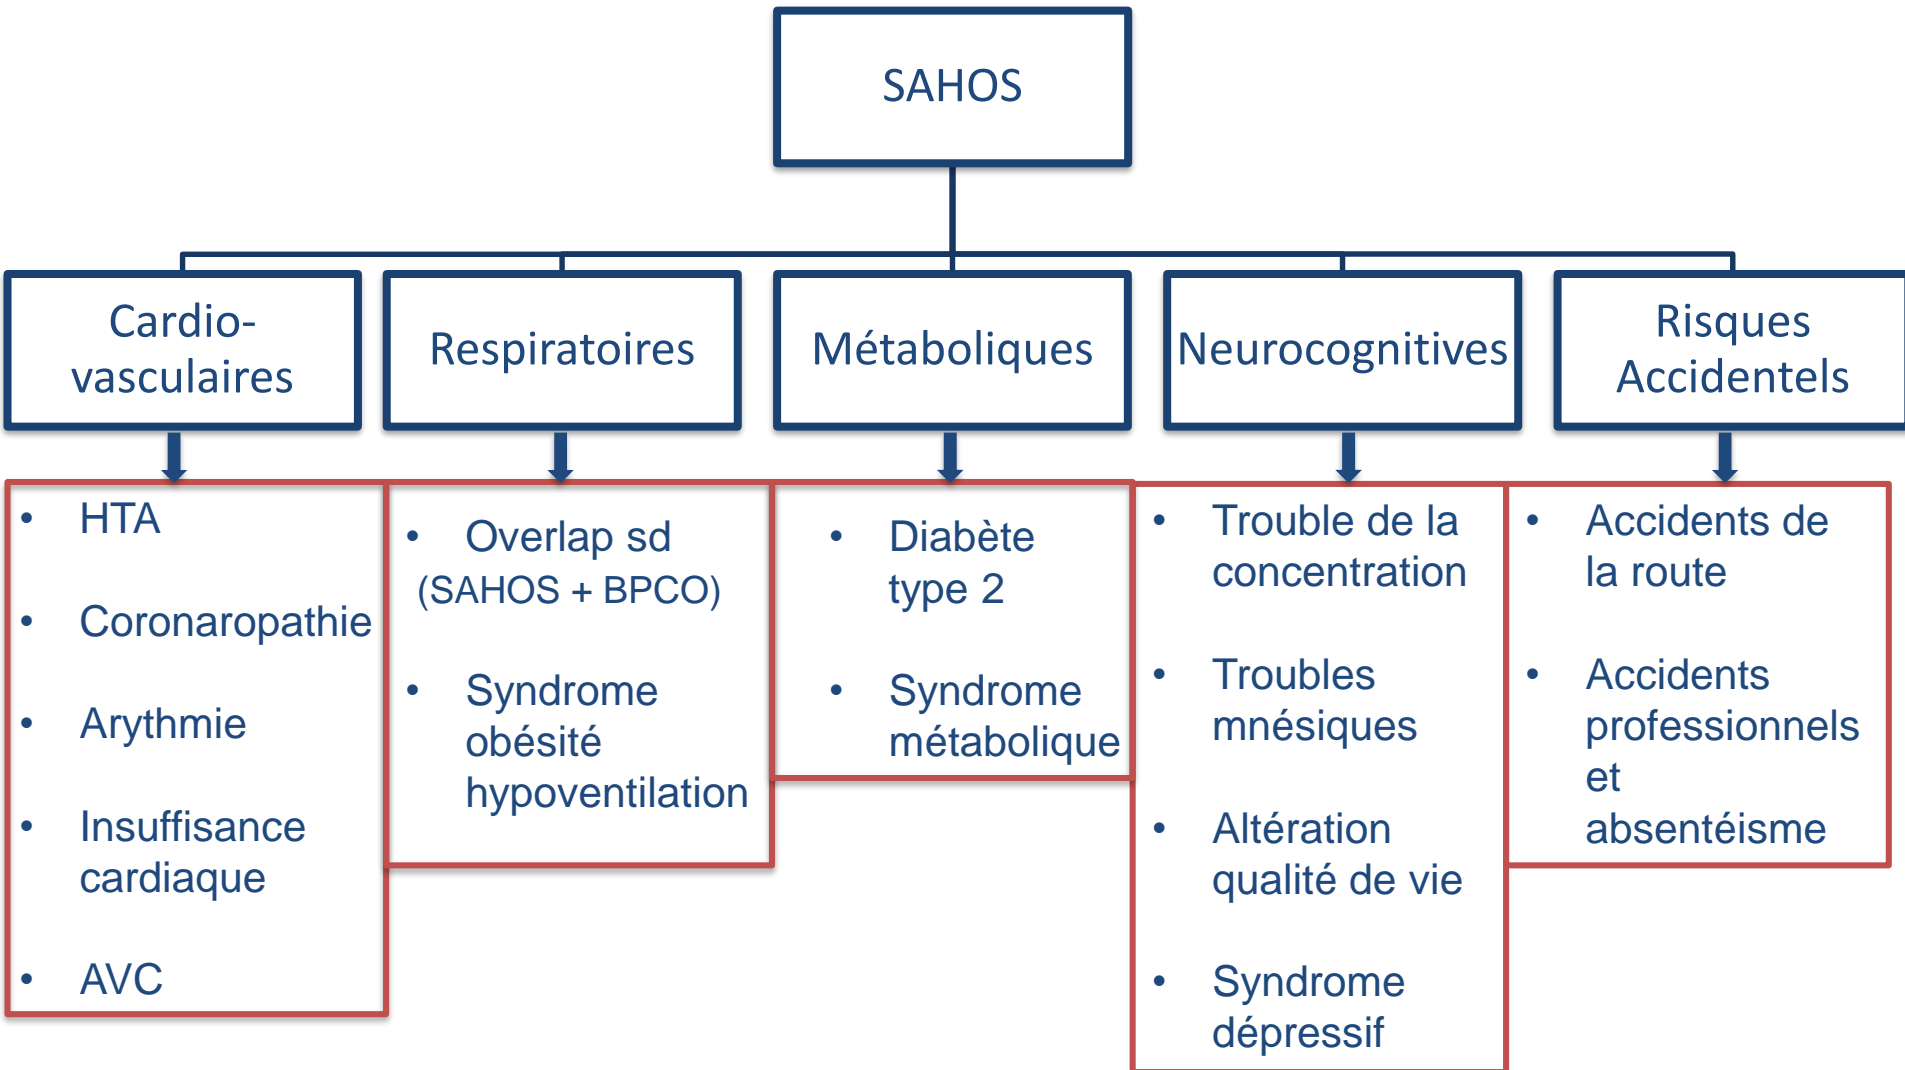 SAHOS
Cardio-
vasculaires
Respiratoires
Métaboliques
Neurocognitives
Risques
Accidentels
• HTA
• Coronaropathie
• Arythmie
• Insuffisance
cardiaque
• AVC
• Overlap sd
(SAHOS + BPCO)
• Syndrome
obésité
hypoventilation
• Diabète
type 2
• Syndrome
métabolique
• Trouble de la
concentration
• Troubles
mnésiques
• Altération
qualité de vie
• Syndrome
dépressif
• Accidents de
la route
• Accidents
professionnels
et
absentéisme